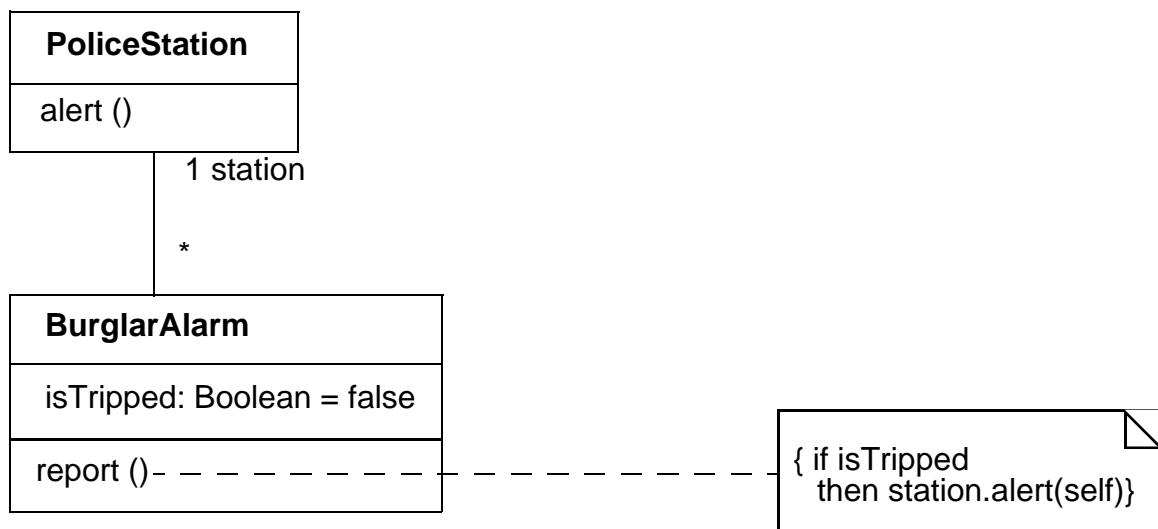 PoliceStation
alert ()
1 station
*
BurglarAlarm
isTripped: Boolean = false
report ()
{ if isTripped
then station.alert(self)}